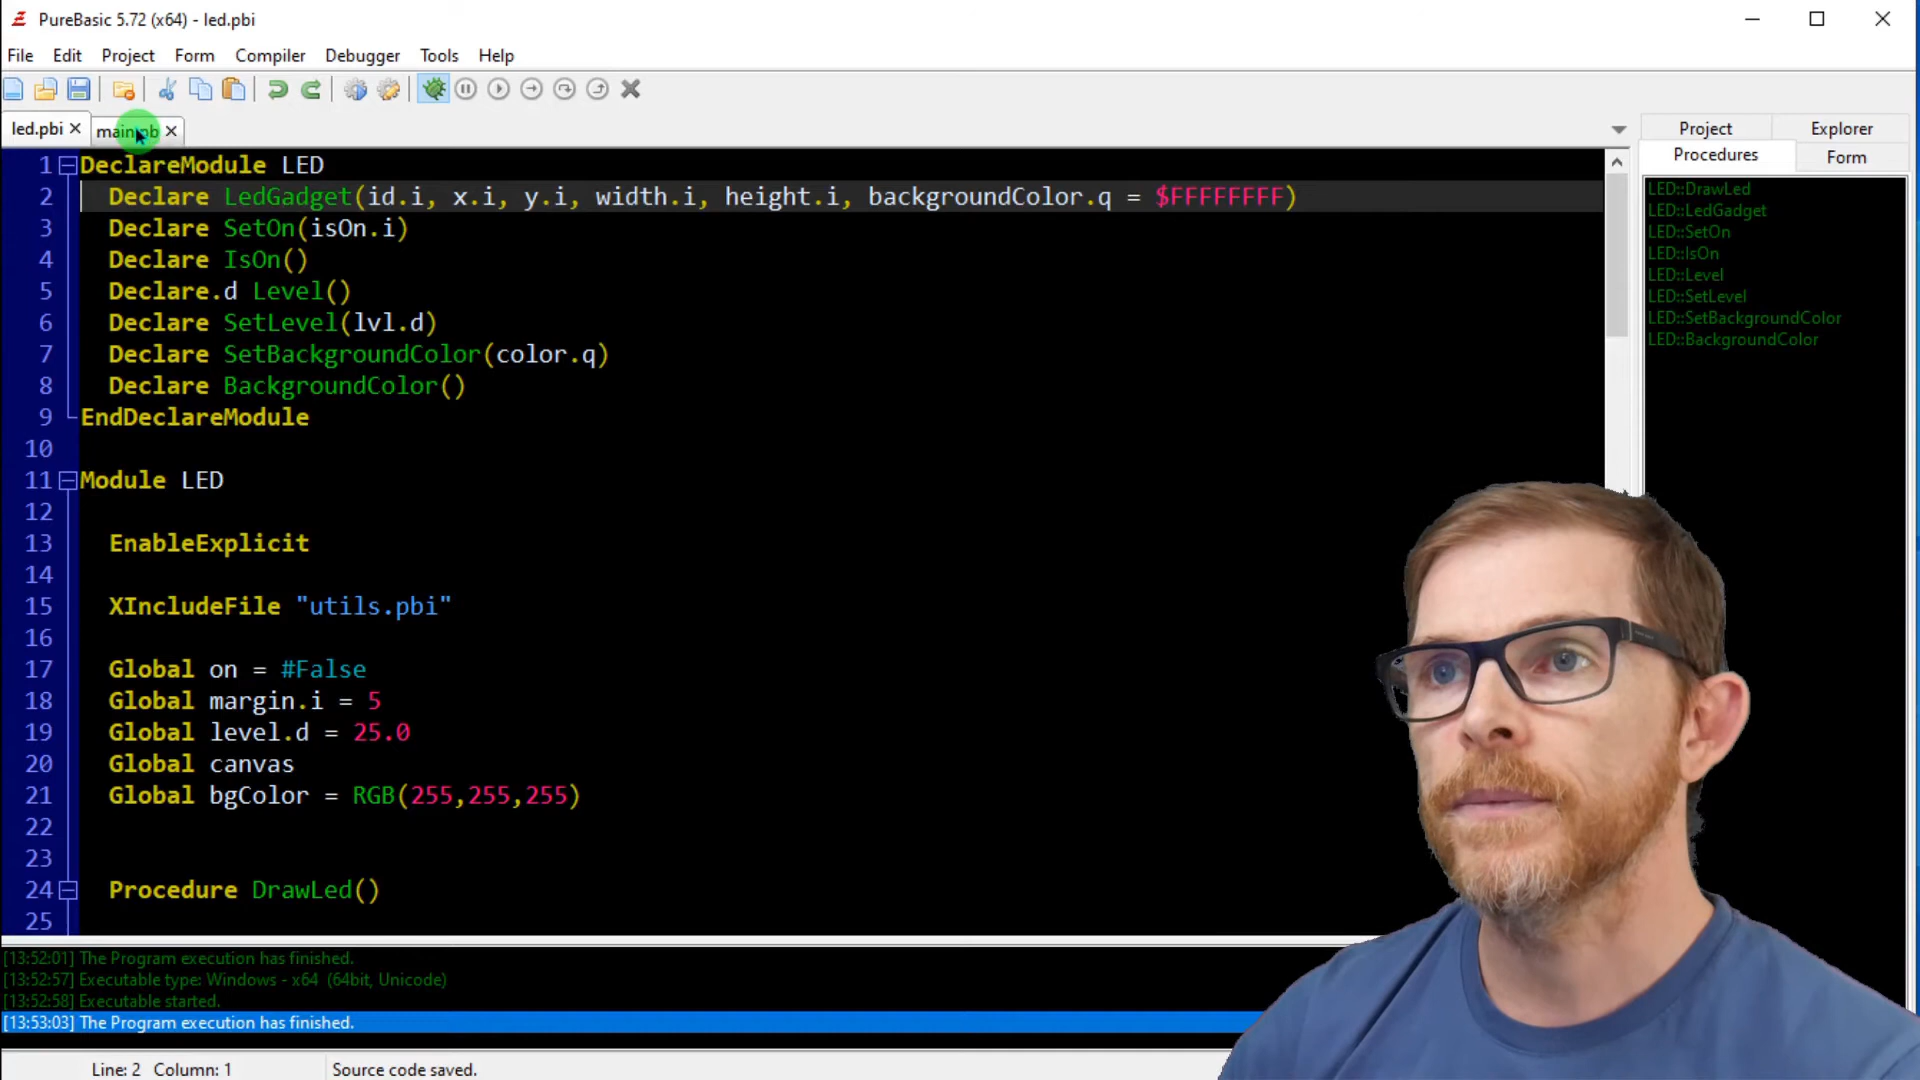 PureBasic 5.72 (x64) - led.pbi
File Edit Project Form Compiler Debugger Tools Help
led.pbi main.pb
Project Explorer
Procedures Form
1 DeclareModule LED
2 Declare LedGadget(id.i, x.i, y.i, width.i, height.i, backgroundColor.q = $FFFFFFFF)
3 Declare SetOn(isOn.i)
4 Declare IsOn()
5 Declare.d Level()
6 Declare SetLevel(lvl.d)
7 Declare SetBackgroundColor(color.q)
8 Declare BackgroundColor()
9 EndDeclareModule
10
11 Module LED
12
13 EnableExplicit
14
15 XIncludeFile "utils.pbi"
16
17 Global on = #False
18 Global margin.i = 5
19 Global level.d = 25.0
20 Global canvas
21 Global bgColor = RGB(255,255,255)
22
23
24 Procedure DrawLed()
25
LED::DrawLed
LED::LedGadget
LED::SetOn
LED::IsOn
LED::Level
LED::SetLevel
LED::SetBackgroundColor
LED::BackgroundColor
[13:52:01] The Program execution has finished.
[13:52:57] Executable type: Windows - x64 (64bit, Unicode)
[13:52:58] Executable started.
[13:53:03] The Program execution has finished.
Line: 2 Column: 1 Source code saved.